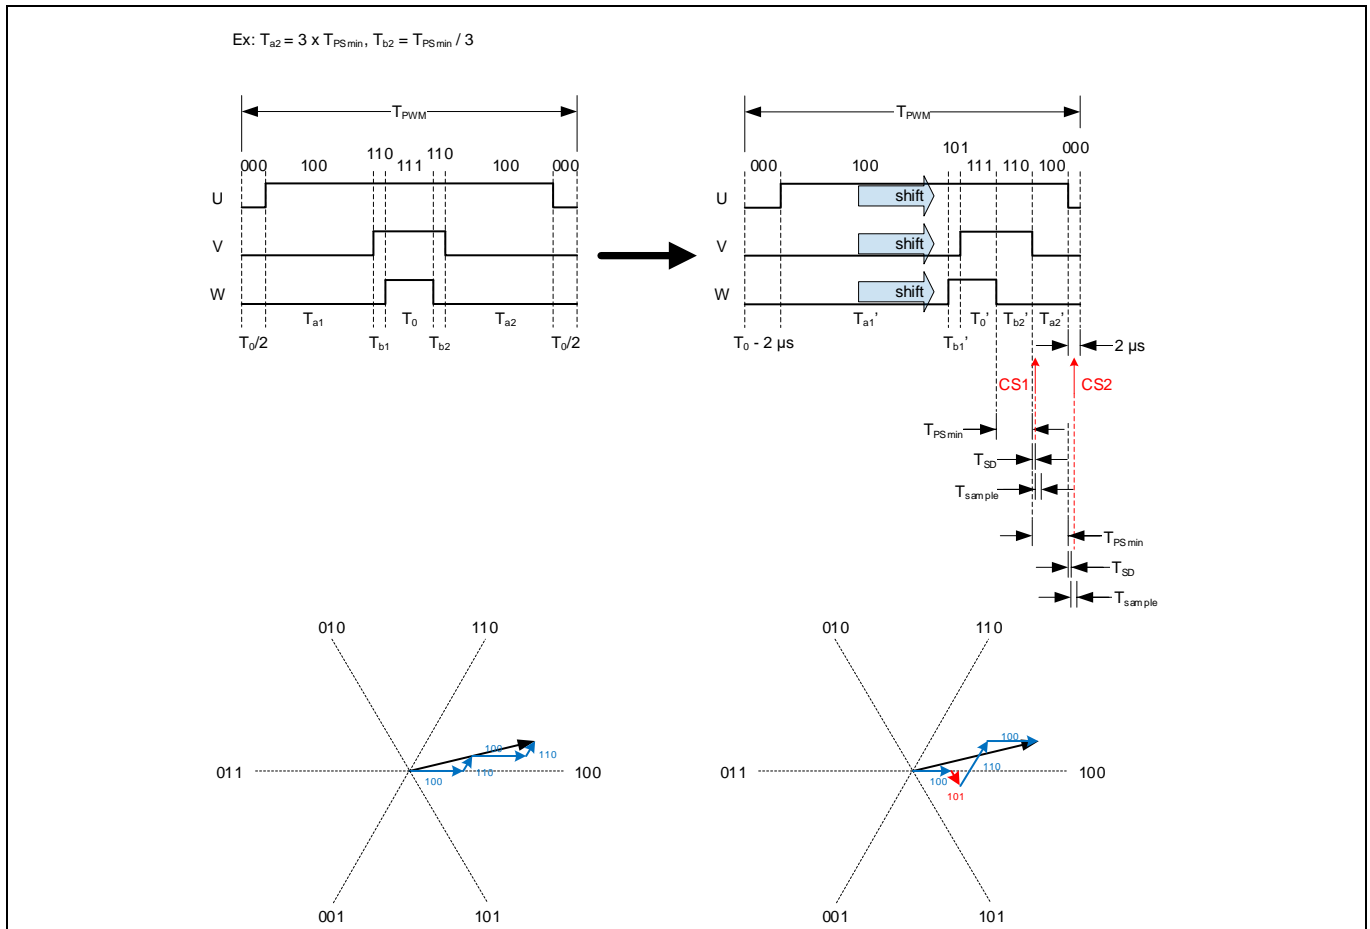 Ex: Ta2 = 3 x TPSmin, Tb2 = TPSmin / 3
TPWM
110 110
000 100 111 100 000
U
V
W
Ta1 T0 Ta2
T0/2 Tb1 Tb2 T0/2
TPWM
000
101
000 100 111 110 100
shift
shift
shift
Ta1' T0' Tb2' Ta2'
T0 - 2 µs Tb1' 2 µs
CS1 CS2
TPSmin
TSD
Tsample
TPSmin
TSD
Tsample
010 110
100
110
100
110
011 100
001 101
010 110
100
110
100
101
011 100
001 101